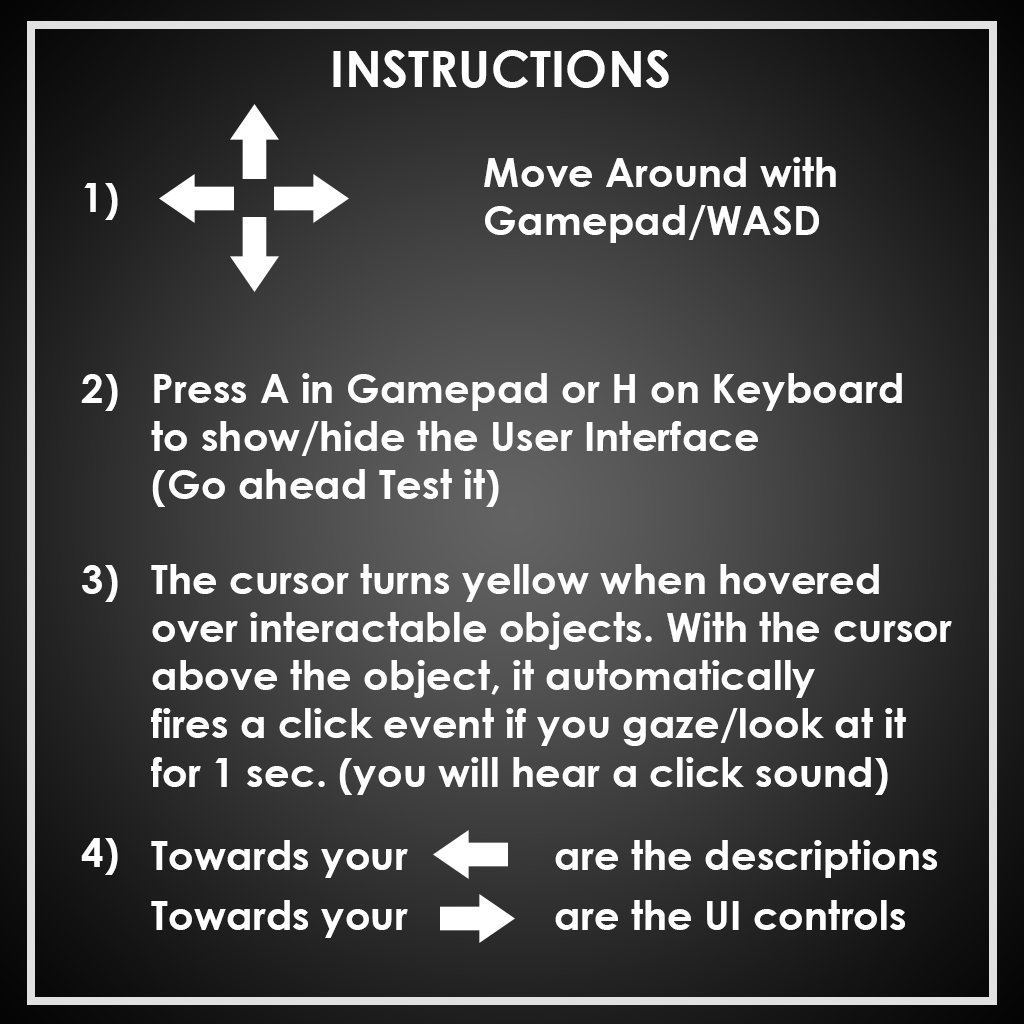 INSTRUCTIONS
1) Move Around with
Gamepad/WASD
2) Press A in Gamepad or H on Keyboard
to show/hide the User Interface
(Go ahead Test it)
3) The cursor turns yellow when hovered
over interactable objects. With the cursor
above the object, it automatically
fires a click event if you gaze/look at it
for 1 sec. (you will hear a click sound)
4) Towards your are the descriptions
Towards your are the UI controls